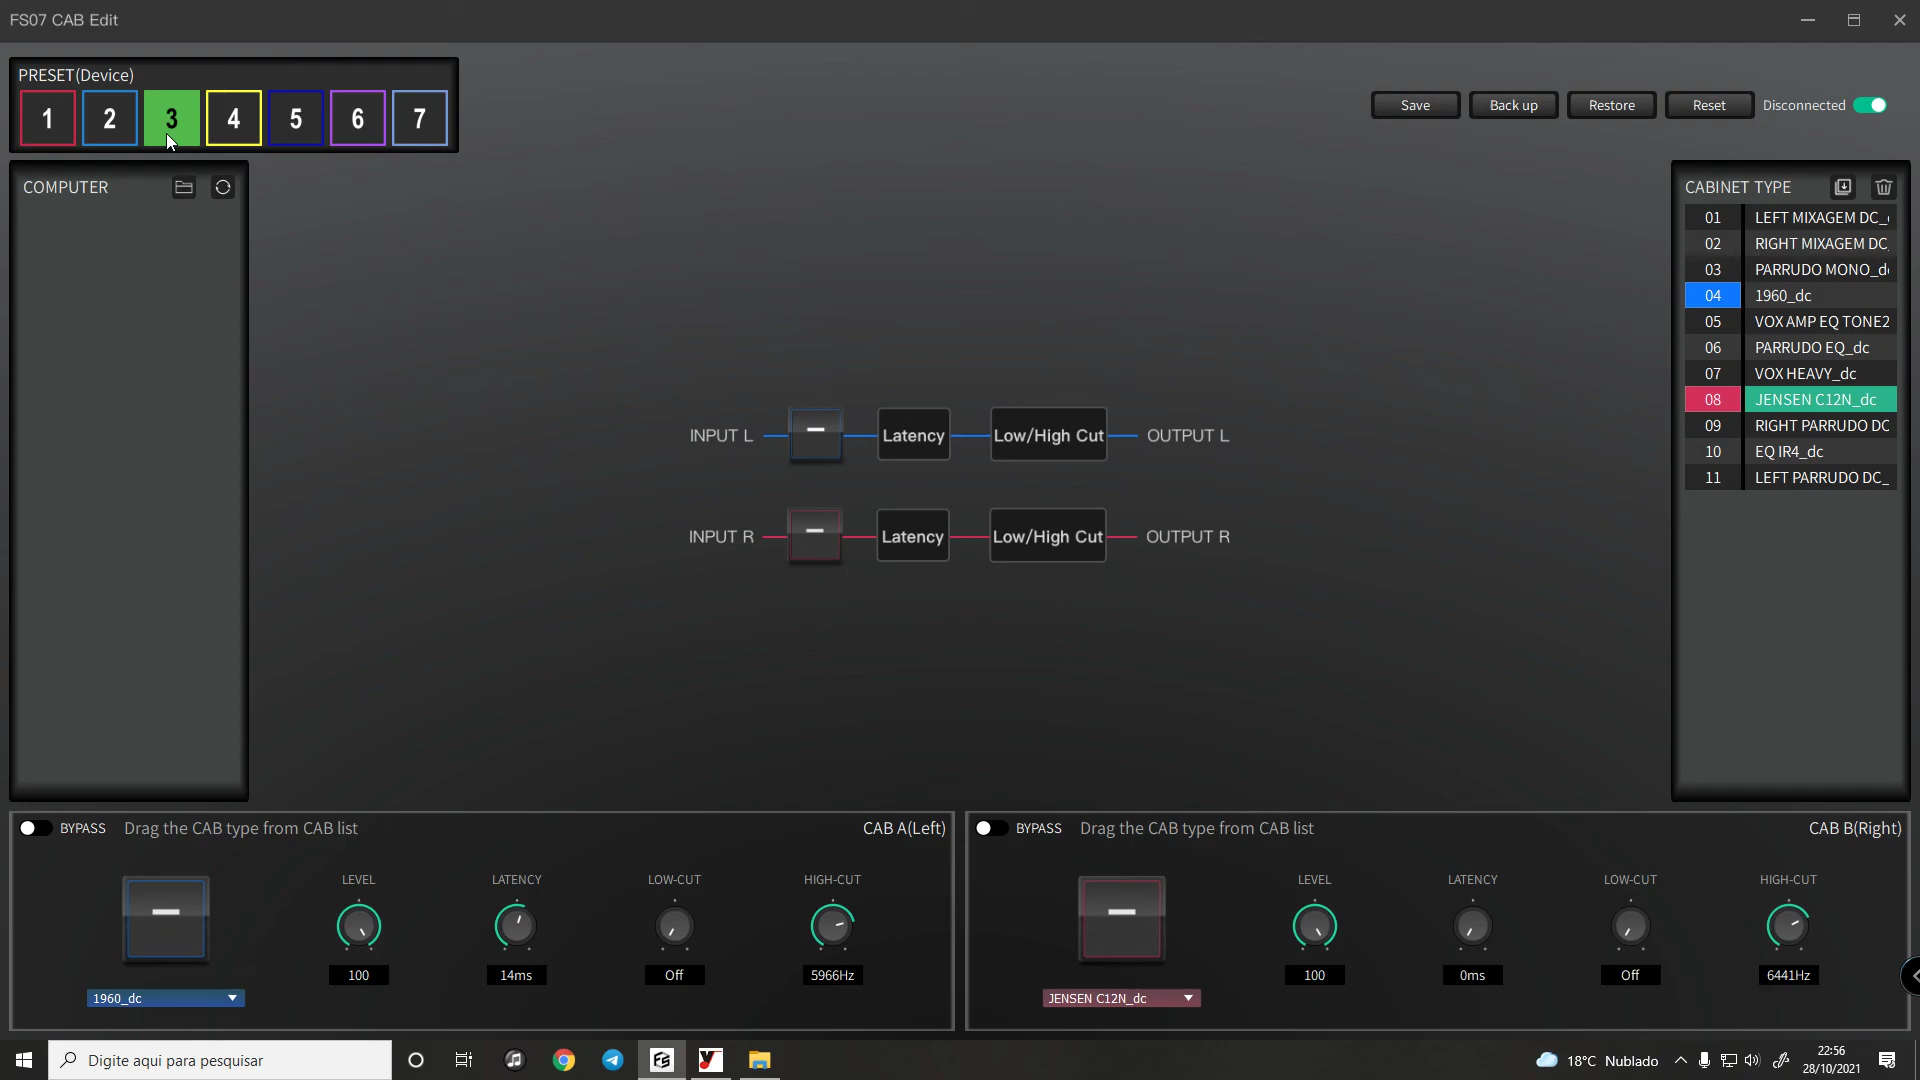 FS07 CAB Edit
PRESET(Device)
1 2 3 4 5 6 7
Save Back up Restore Reset Disconnected
COMPUTER
CABINET TYPE
01 LEFT MIXAGEM DC_
02 RIGHT MIXAGEM DC
03 PARRUDO MONO_d
04 1960_dc
05 VOX AMP EQ TONE2
06 PARRUDO EQ_dc
07 VOX HEAVY_dc
08 JENSEN C12N_dc
09 RIGHT PARRUDO DC
10 EQ IR4_dc
11 LEFT PARRUDO DC_
INPUT L Latency Low/High Cut OUTPUT L
INPUT R Latency Low/High Cut OUTPUT R
BYPASS Drag the CAB type from CAB list CAB A(Left)
LEVEL LATENCY LOW-CUT HIGH-CUT
100 14ms Off 5966Hz
1960_dc
BYPASS Drag the CAB type from CAB list CAB B(Right)
LEVEL LATENCY LOW-CUT HIGH-CUT
100 0ms Off 6441Hz
JENSEN C12N_dc
Digite aqui para pesquisar
18°C Nublado
22:56
28/10/2021